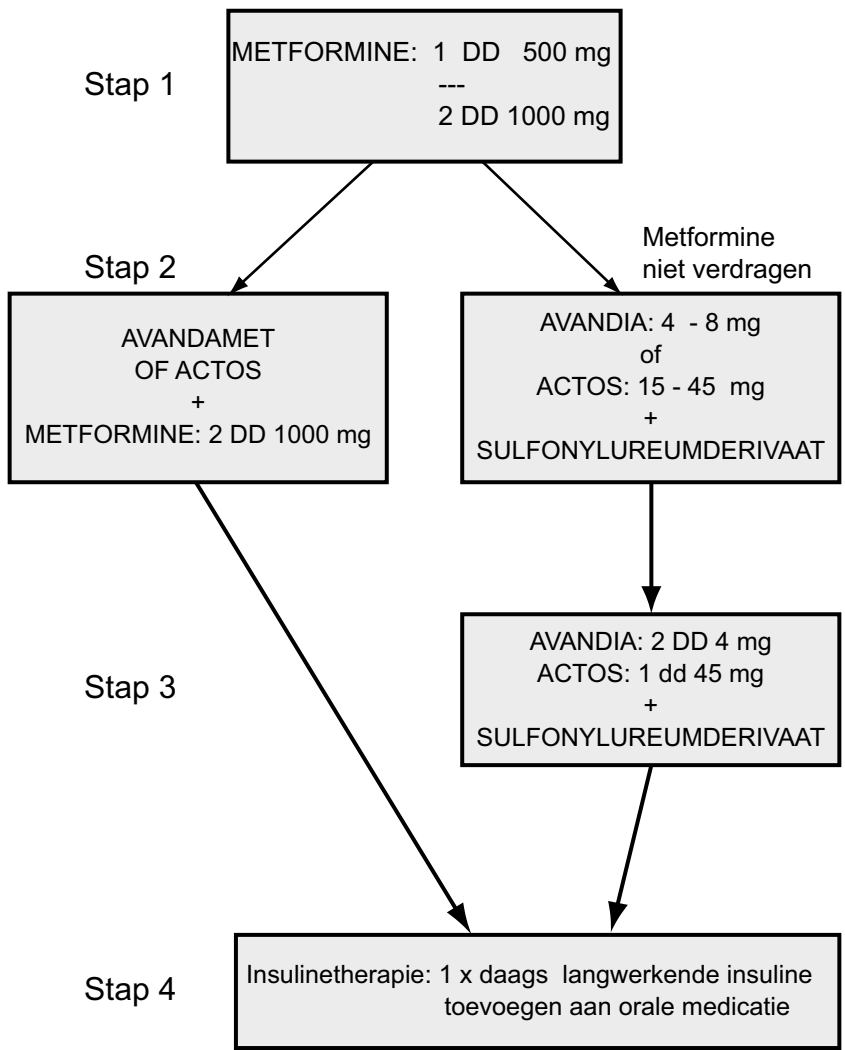 Stap 1
METFORMINE: 1 DD 500 mg
---
2 DD 1000 mg
Stap 2
Metformine
niet verdragen
AVANDAMET
OF ACTOS
+
METFORMINE: 2 DD 1000 mg
AVANDIA: 4 - 8 mg
of
ACTOS: 15 - 45 mg
+
SULFONYLUREUMDERIVAAT
Stap 3
AVANDIA: 2 DD 4 mg
ACTOS: 1 dd 45 mg
+
SULFONYLUREUMDERIVAAT
Stap 4
Insulinetherapie: 1 x daags langwerkende insuline
toevoegen aan orale medicatie